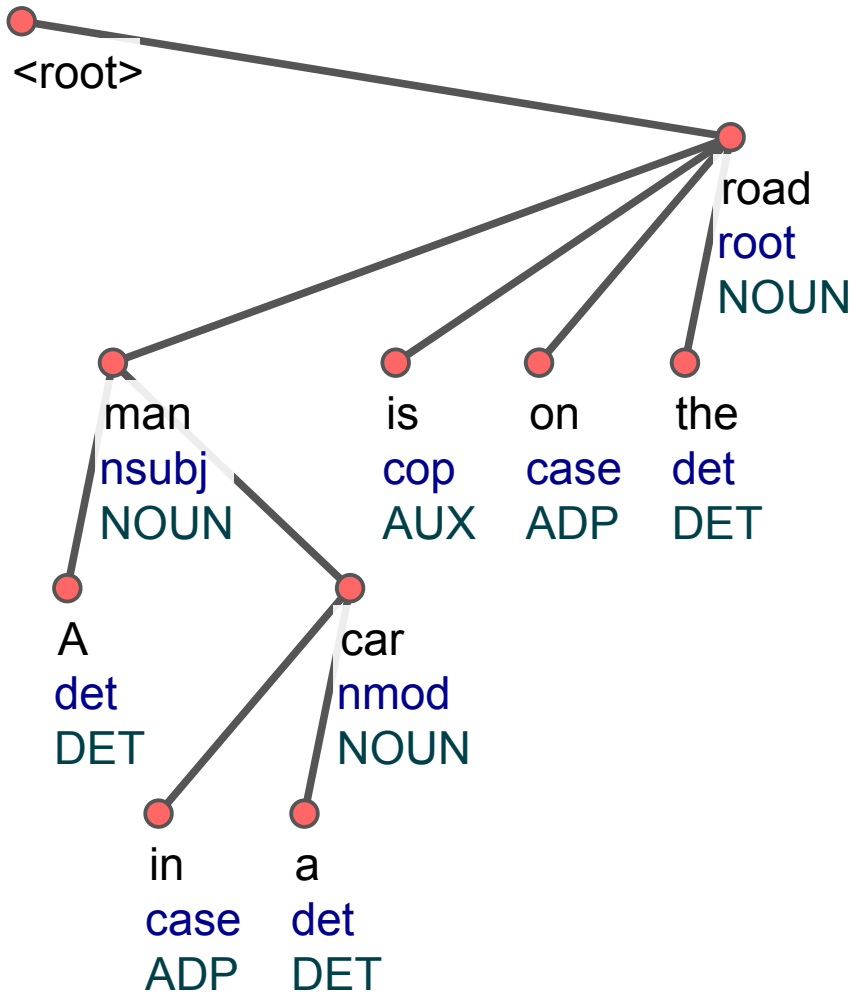 <root>
road
root
NOUN
man is on the
nsubj cop case det
NOUN AUX ADP DET
A car
det nmod
DET NOUN
in a
case det
ADP DET